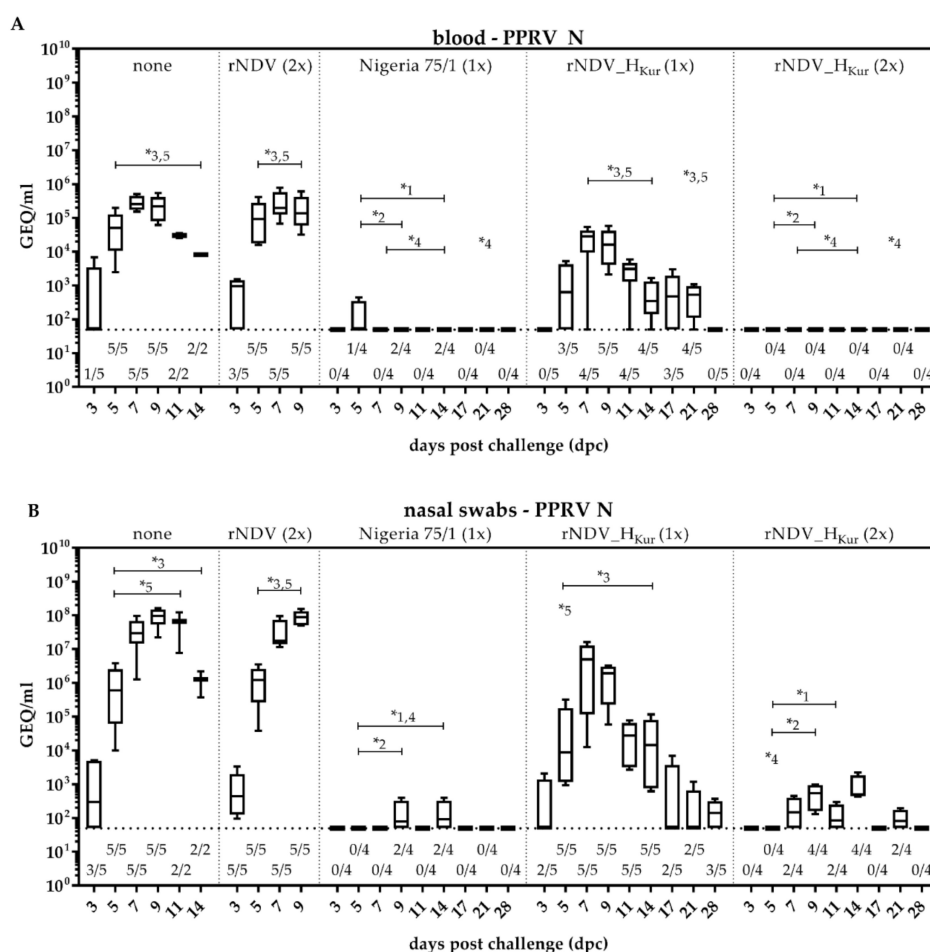 A
blood - PPRV N
none rNDV (2x) Nigeria 75/1 (1x) rNDV_HKur (1x) rNDV_HKur (2x)
GEQ/ml
10^10
10^9
10^8
10^7
10^6
10^5
10^4
10^3
10^2
10^1
10^0
*3,5 *3,5 *1 *2 *4 *4 *3,5 *3,5 *1 *2 *4 *4
5/5 5/5 2/2 5/5 5/5 1/4 2/4 2/4 0/4 3/5 5/5 4/5 4/5 0/4 0/4 0/4 0/4
1/5 5/5 2/2 3/5 5/5 0/4 0/4 0/4 0/4 0/4 0/5 4/5 4/5 3/5 0/5 0/4 0/4 0/4 0/4 0/4
3 5 7 9 11 14 3 5 7 9 3 5 7 9 11 14 17 21 28 3 5 7 9 11 14 17 21 28 3 5 7 9 11 14 17 21 28
days post challenge (dpc)
B
nasal swabs - PPRV N
none rNDV (2x) Nigeria 75/1 (1x) rNDV_HKur (1x) rNDV_HKur (2x)
GEQ/ml
10^10
10^9
10^8
10^7
10^6
10^5
10^4
10^3
10^2
10^1
10^0
*3 *5 *3,5 *1,4 *2 *3 *5 *1 *2 *4
5/5 5/5 2/2 5/5 5/5 0/4 2/4 2/4 0/4 5/5 5/5 5/5 2/5 0/4 4/4 4/4 2/4
3/5 5/5 2/2 5/5 5/5 0/4 0/4 0/4 0/4 0/4 2/5 5/5 5/5 2/5 3/5 0/4 2/4 2/4 0/4 0/4
3 5 7 9 11 14 3 5 7 9 3 5 7 9 11 14 17 21 28 3 5 7 9 11 14 17 21 28 3 5 7 9 11 14 17 21 28
days post challenge (dpc)